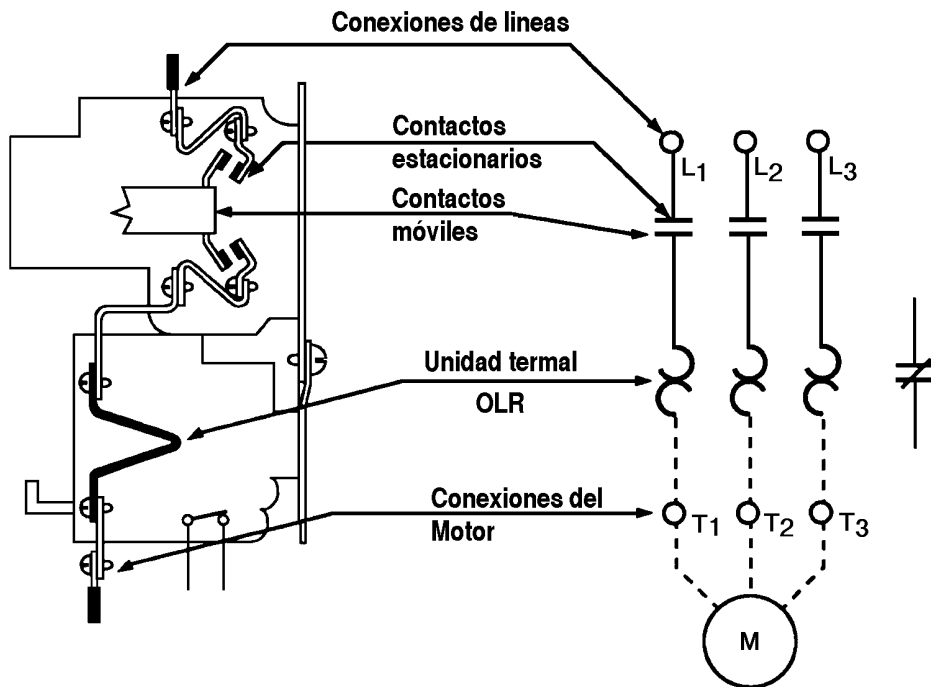 Conexiones de lineas
Contactos
estacionarios
L1 L2 L3
Contactos
móviles
Unidad termal
OLR
Conexiones del
Motor
T1 T2 T3
M